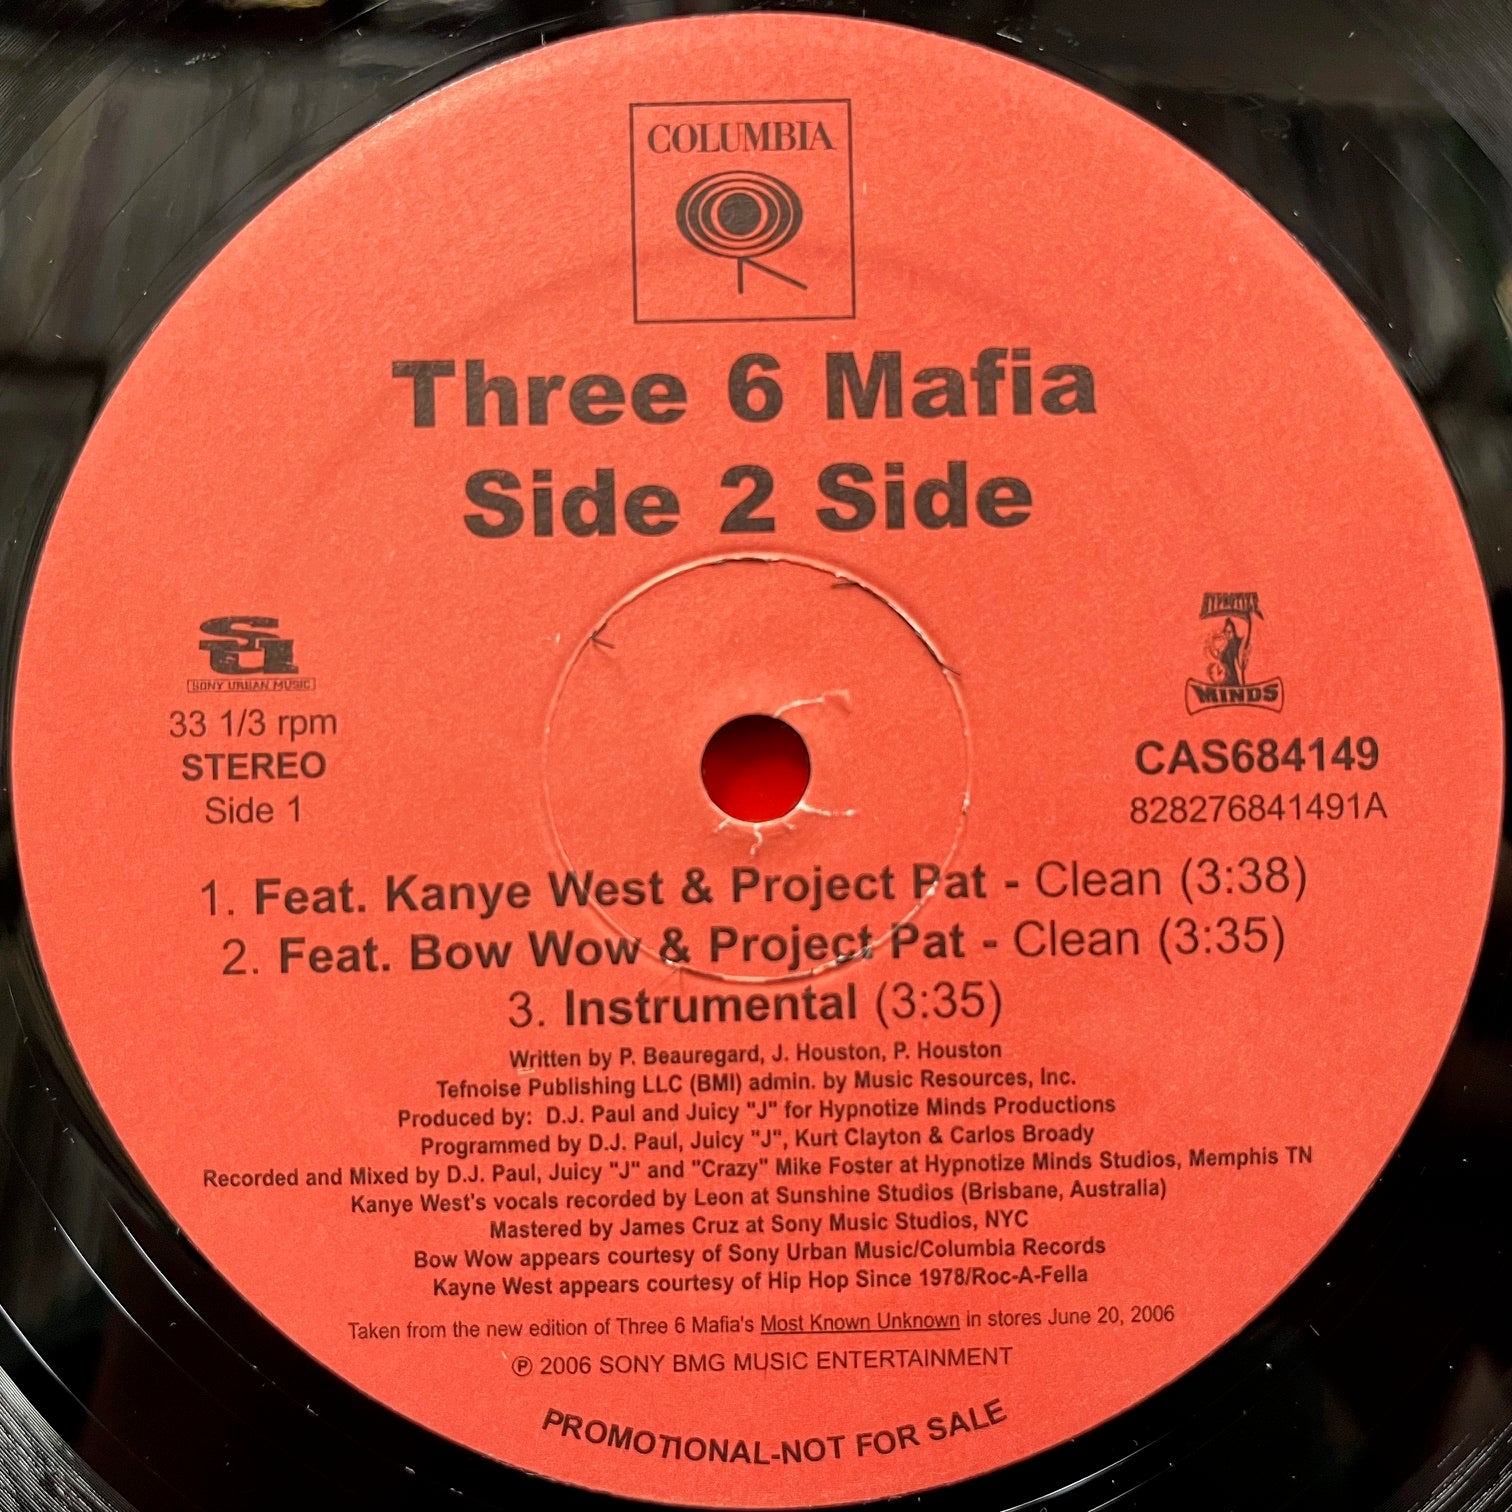 COLUMBIA
Three 6 Mafia
Side 2 Side
SU
SONY URBAN MUSIC
33 1/3 rpm
STEREO
Side 1
HYPNOTIZE
MINDS
CAS684149
828276841491A
1. Feat. Kanye West & Project Pat - Clean (3:38)
2. Feat. Bow Wow & Project Pat - Clean (3:35)
3. Instrumental (3:35)
Written by P. Beauregard, J. Houston, P. Houston
Tefnoise Publishing LLC (BMI) admin. by Music Resources, Inc.
Produced by: D.J. Paul and Juicy "J" for Hypnotize Minds Productions
Programmed by D.J. Paul, Juicy "J", Kurt Clayton & Carlos Broady
Recorded and Mixed by D.J. Paul, Juicy "J" and "Crazy" Mike Foster at Hypnotize Minds Studios, Memphis TN
Kanye West's vocals recorded by Leon at Sunshine Studios (Brisbane, Australia)
Mastered by James Cruz at Sony Music Studios, NYC
Bow Wow appears courtesy of Sony Urban Music/Columbia Records
Kayne West appears courtesy of Hip Hop Since 1978/Roc-A-Fella
Taken from the new edition of Three 6 Mafia's Most Known Unknown in stores June 20, 2006
℗ 2006 SONY BMG MUSIC ENTERTAINMENT
PROMOTIONAL-NOT FOR SALE